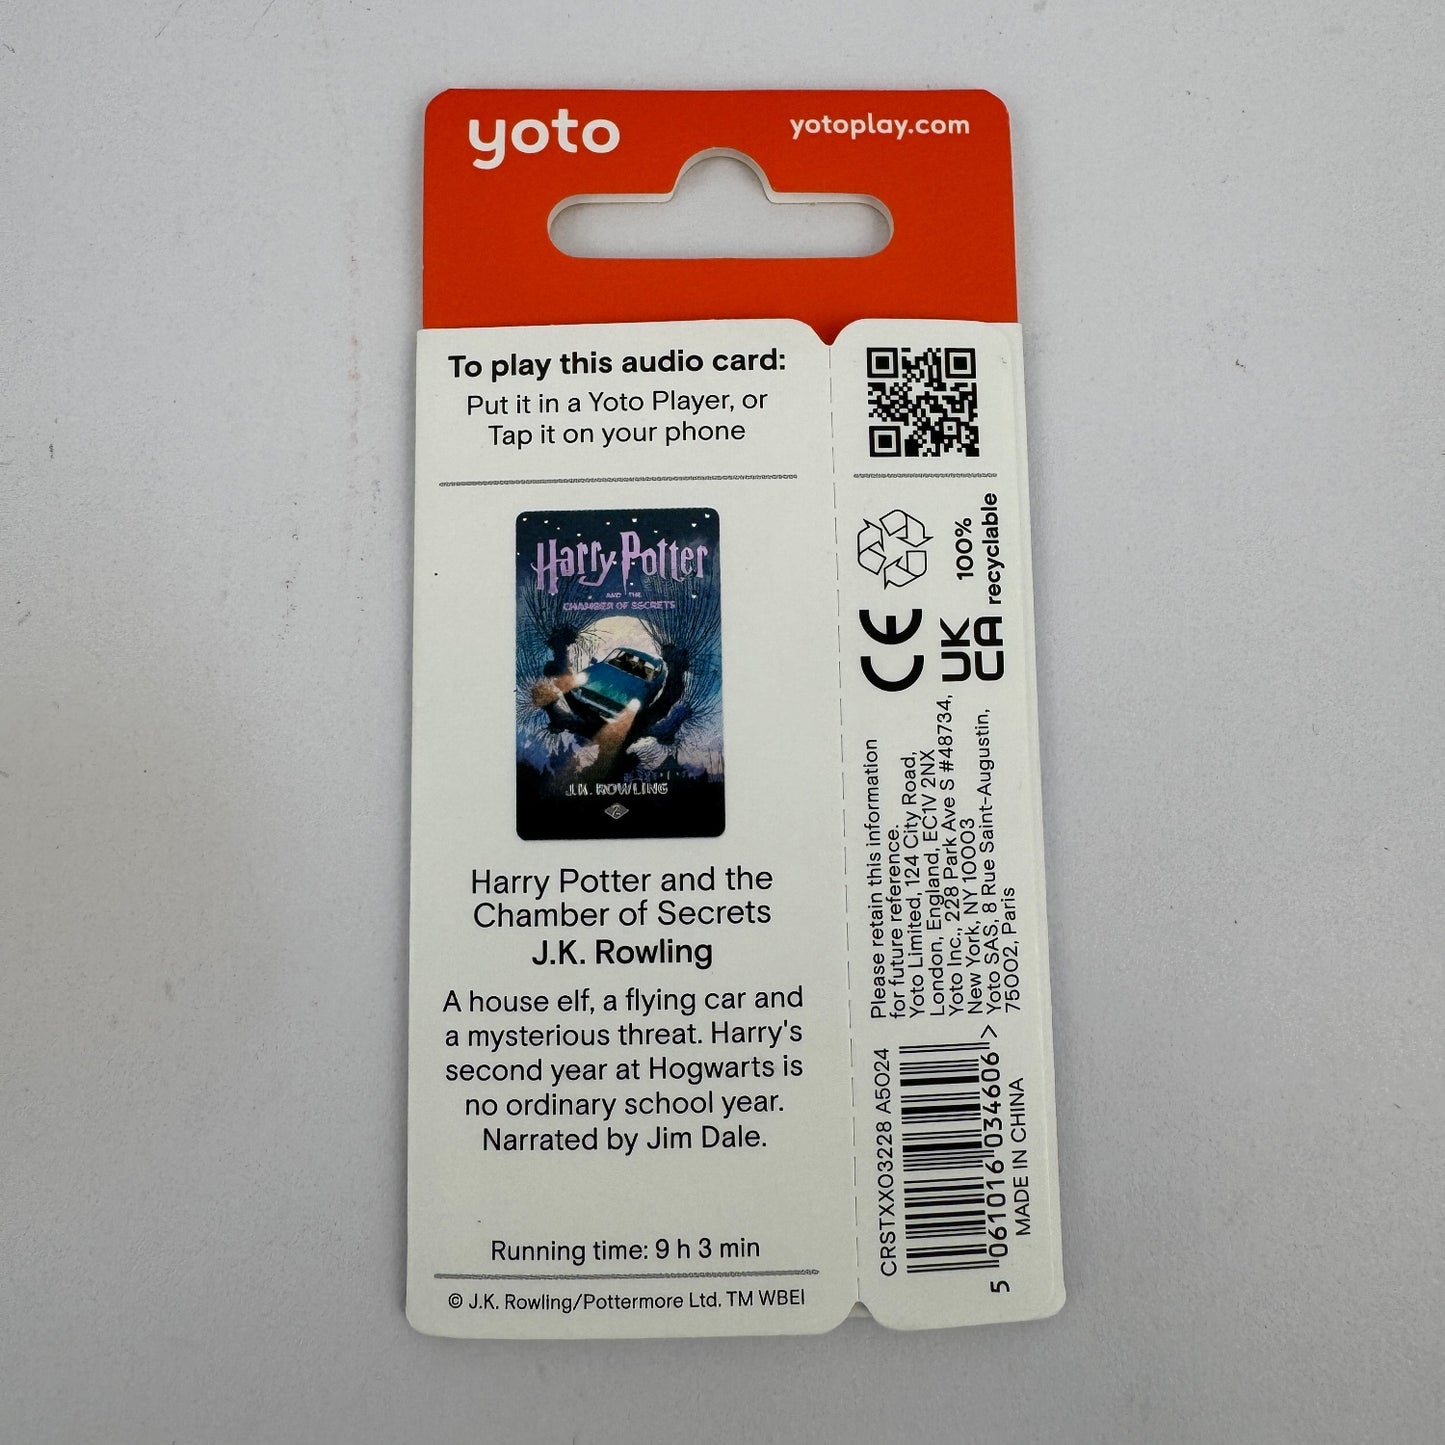 yoto
yotoplay.com
To play this audio card:
Put it in a Yoto Player, or
Tap it on your phone
Harry Potter
AND THE
CHAMBER OF SECRETS
J.K. ROWLING
Harry Potter and the
Chamber of Secrets
J.K. Rowling
A house elf, a flying car and
a mysterious threat. Harry's
second year at Hogwarts is
no ordinary school year.
Narrated by Jim Dale.
Running time: 9 h 3 min
© J.K. Rowling/Pottermore Ltd. TM WBEI
100%
recyclable
CE
UK
CA
Please retain this information
for future reference.
Yoto Limited, 124 City Road,
London, England, EC1V 2NX
Yoto Inc., 228 Park Ave S #48734,
New York, NY 10003
Yoto SAS, 8 Rue Saint-Augustin,
75002, Paris
CRSTXX03228 A5024
5 061016 034606 >
MADE IN CHINA